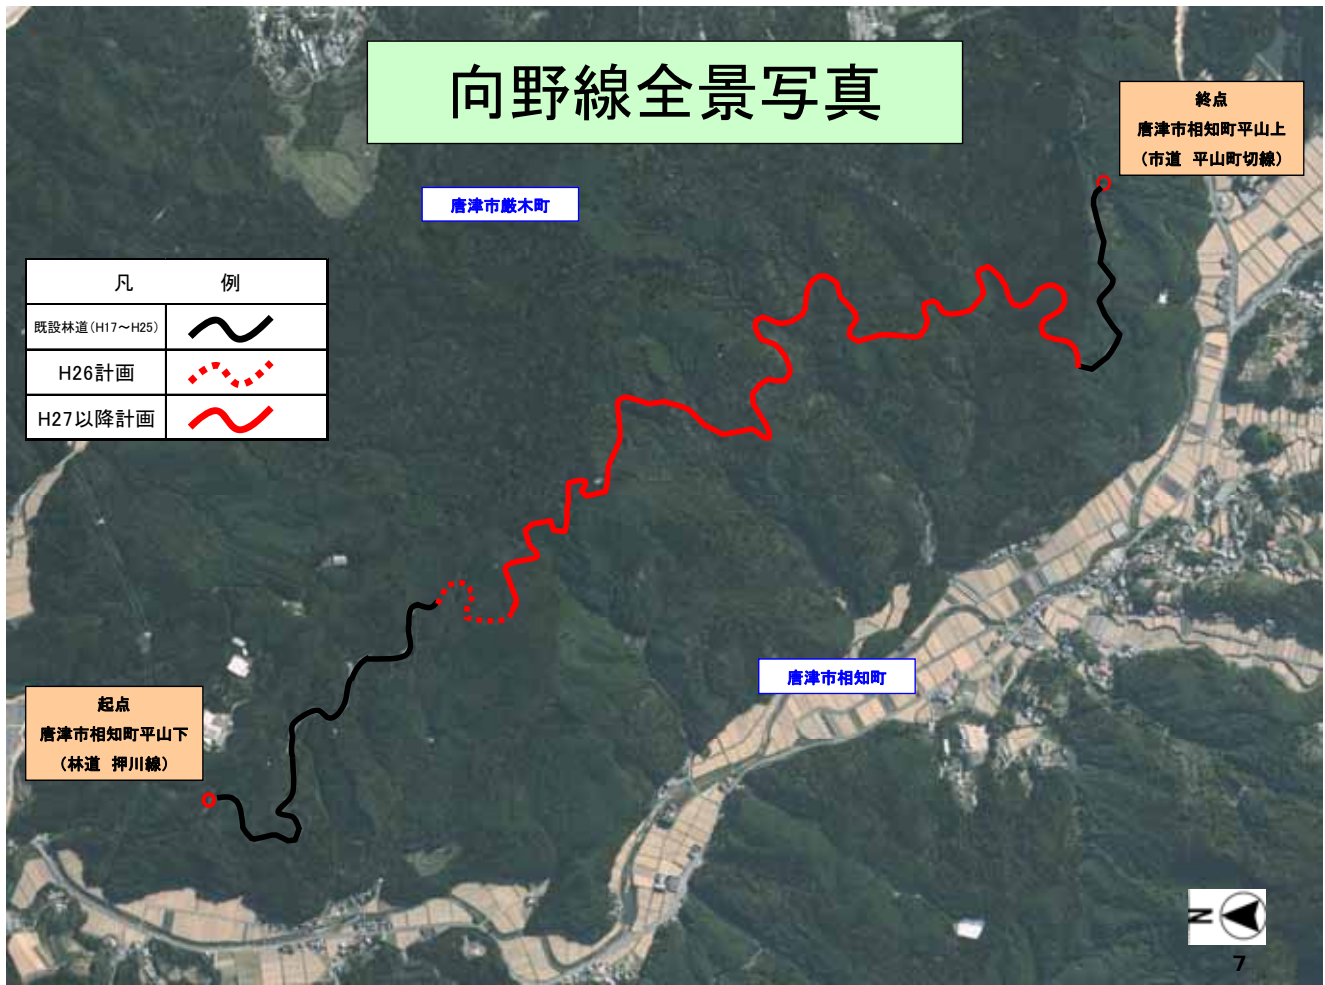 向野線全景写真
終点
唐津市相知町平山上
（市道 平山町切線）
唐津市厳木町
凡 例
既設林道（H17～H25）
H26計画
H27以降計画
唐津市相知町
起点
唐津市相知町平山下
（林道 押川線）
N
7